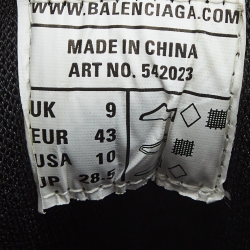 WWW.BALENCIAGA.COM
MADE IN CHINA
ART NO. 542023
UK 9
EUR 43
USA 10
JP 28.5